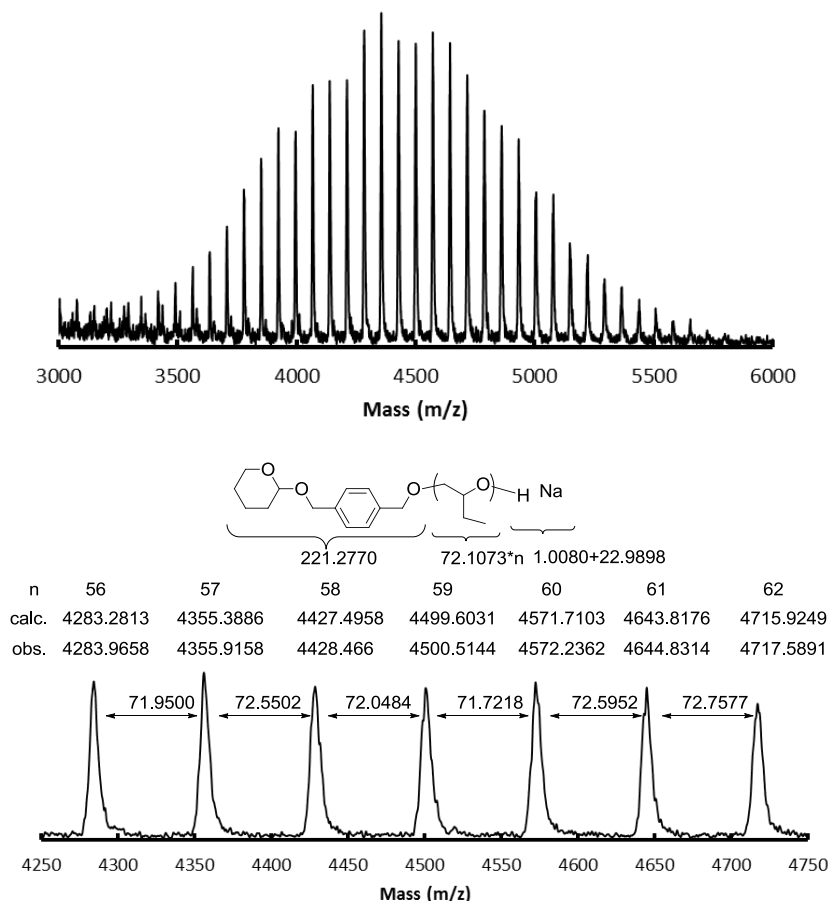 3000 3500 4000 4500 5000 5500 6000
Mass (m/z)
O
O
O
O
H Na
221.2770 72.1073*n 1.0080+22.9898
n 56 57 58 59 60 61 62
calc. 4283.2813 4355.3886 4427.4958 4499.6031 4571.7103 4643.8176 4715.9249
obs. 4283.9658 4355.9158 4428.466 4500.5144 4572.2362 4644.8314 4717.5891
71.9500 72.5502 72.0484 71.7218 72.5952 72.7577
4250 4300 4350 4400 4450 4500 4550 4600 4650 4700 4750
Mass (m/z)